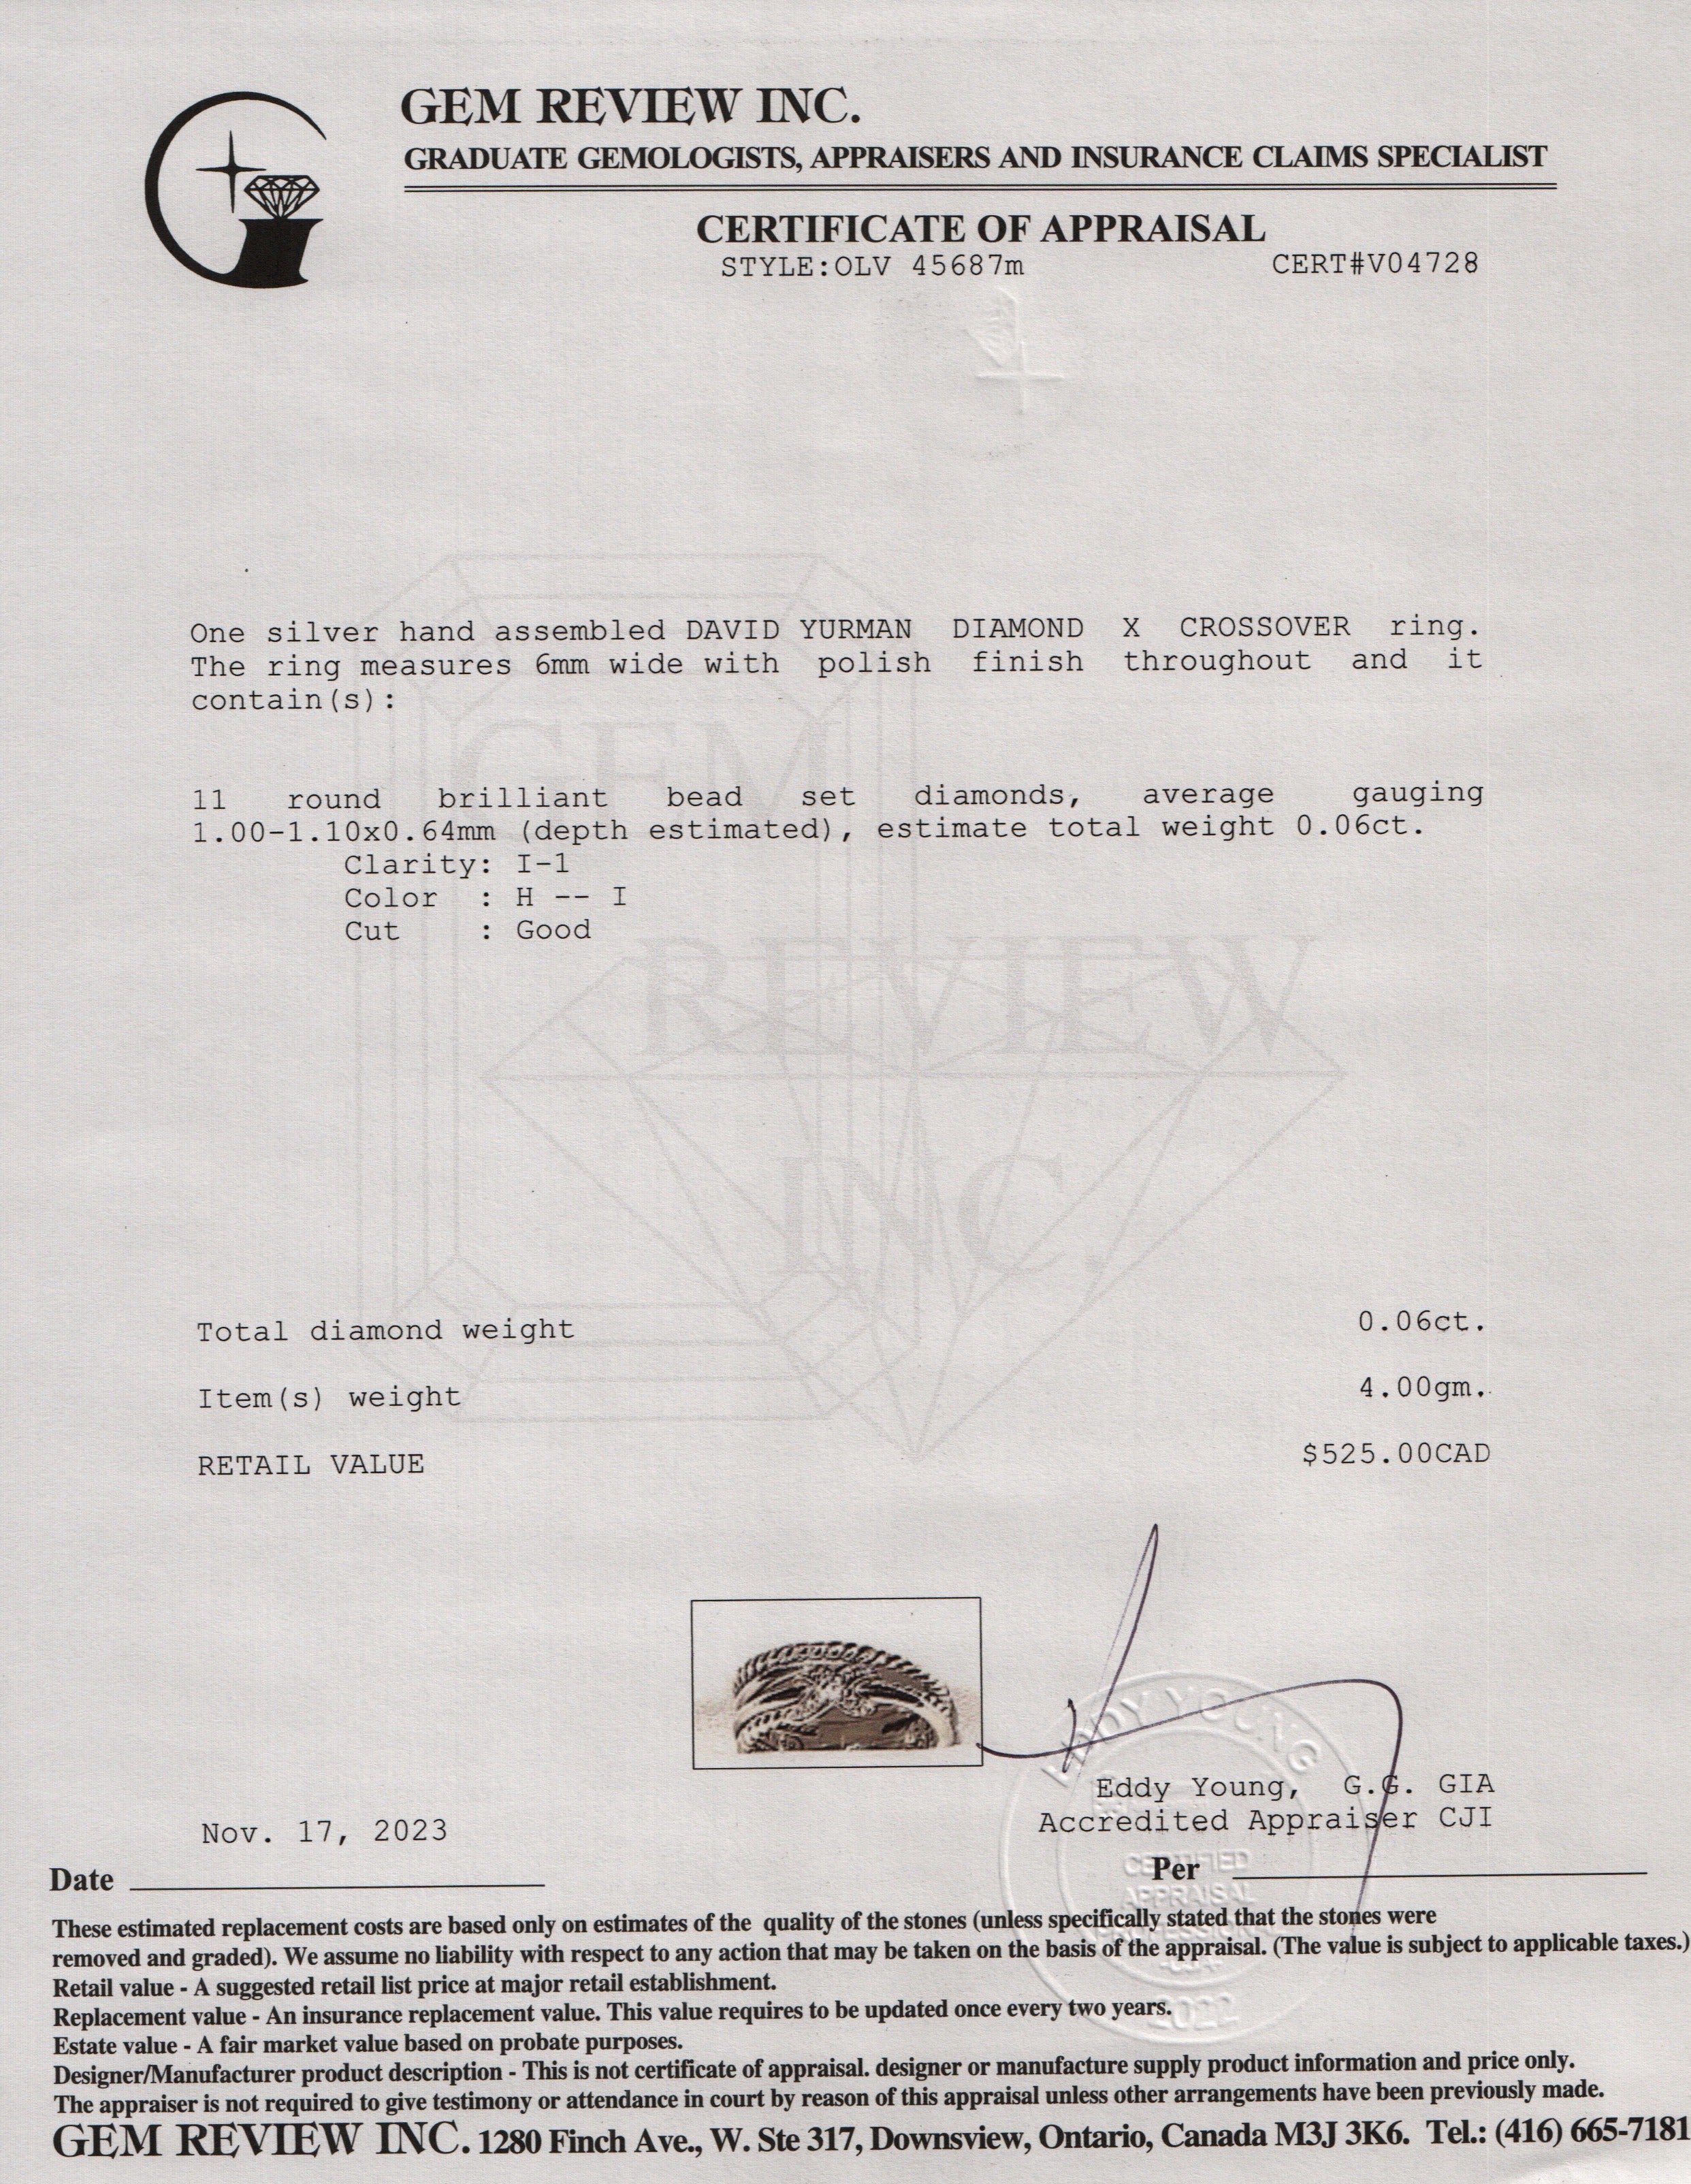 GEM REVIEW INC.
GRADUATE GEMOLOGISTS, APPRAISERS AND INSURANCE CLAIMS SPECIALIST
CERTIFICATE OF APPRAISAL
STYLE:OLV 45687m CERT#V04728
One silver hand assembled DAVID YURMAN DIAMOND X CROSSOVER ring.
The ring measures 6mm wide with polish finish throughout and it
contain(s):
GEM
11 round brilliant bead set diamonds, average gauging
1.00-1.10x0.64mm (depth estimated), estimate total weight 0.06ct.
Clarity: I-1
Color : H -- I
Cut : Good
REVIEW
INC.
Total diamond weight 0.06ct.
Item(s) weight 4.00gm.
RETAIL VALUE $525.00CAD
EDDY YOUNG
Eddy Young, G.G. GIA
Accredited Appraiser CJI
Nov. 17, 2023
Date
Per
CERTIFIED
APPRAISAL
PROFESSIONAL
2022
These estimated replacement costs are based only on estimates of the quality of the stones (unless specifically stated that the stones were
removed and graded). We assume no liability with respect to any action that may be taken on the basis of the appraisal. (The value is subject to applicable taxes.)
Retail value - A suggested retail list price at major retail establishment.
Replacement value - An insurance replacement value. This value requires to be updated once every two years.
Estate value - A fair market value based on probate purposes.
Designer/Manufacturer product description - This is not certificate of appraisal. designer or manufacture supply product information and price only.
The appraiser is not required to give testimony or attendance in court by reason of this appraisal unless other arrangements have been previously made.
GEM REVIEW INC. 1280 Finch Ave., W. Ste 317, Downsview, Ontario, Canada M3J 3K6. Tel.: (416) 665-7181